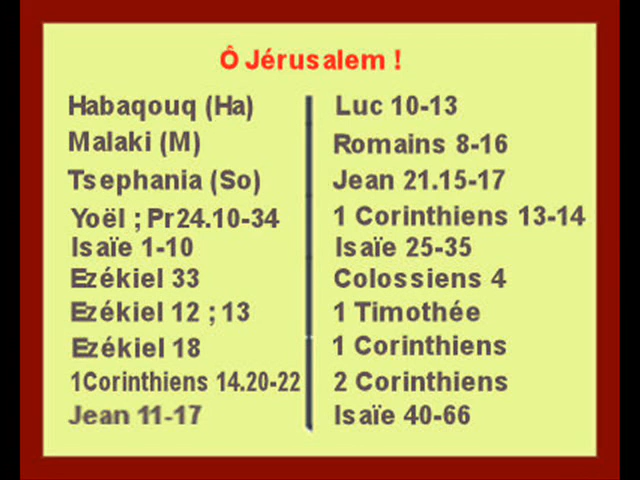 Ô Jérusalem !
Habaqouq (Ha)
Malaki (M)
Tsephania (So)
Yoël ; Pr24.10-34
Isaïe 1-10
Ezékiel 33
Ezékiel 12 ; 13
Ezékiel 18
1Corinthiens 14.20-22
Jean 11-17
Luc 10-13
Romains 8-16
Jean 21.15-17
1 Corinthiens 13-14
Isaïe 25-35
Colossiens 4
1 Timothée
1 Corinthiens
2 Corinthiens
Isaïe 40-66